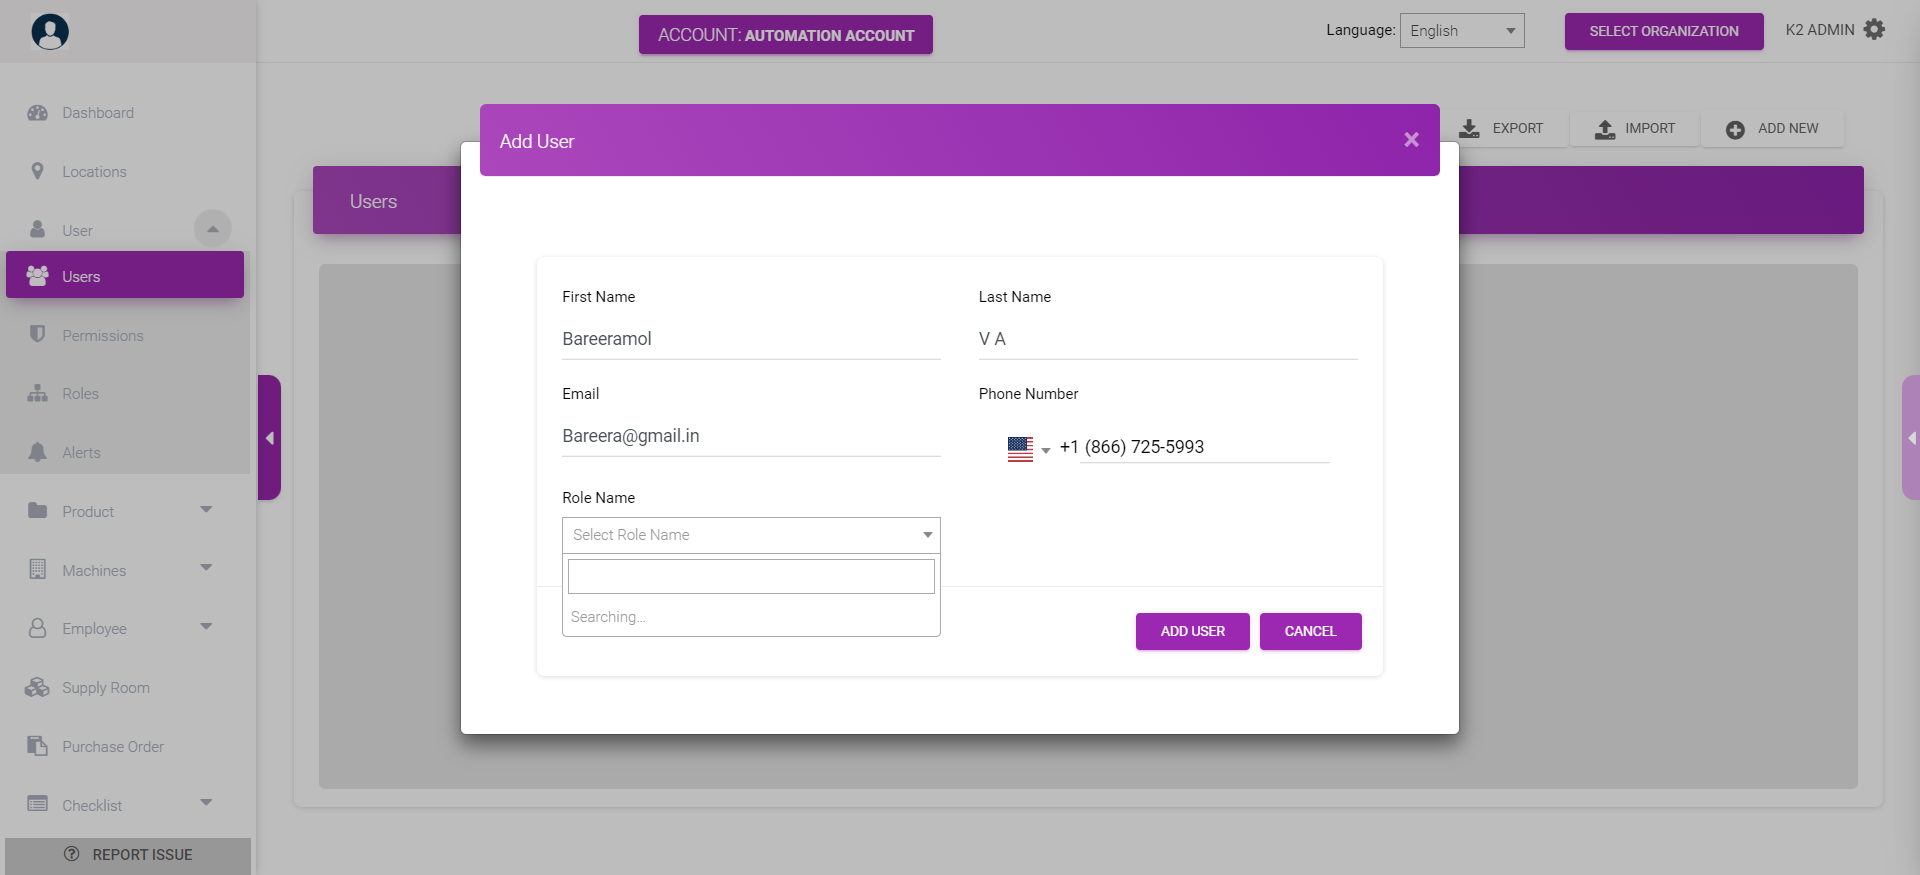 ACCOUNT: AUTOMATION ACCOUNT
Language:
English
SELECT ORGANIZATION
K2 ADMIN
Dashboard
Locations
User
Users
Permissions
Roles
Alerts
Product
Machines
Employee
Supply Room
Purchase Order
Checklist
REPORT ISSUE
EXPORT
IMPORT
ADD NEW
Users
Add User
×
First Name
Last Name
Bareeramol
V A
Email
Phone Number
Bareera@gmail.in
+1 (866) 725-5993
Role Name
Select Role Name
Searching...
ADD USER
CANCEL